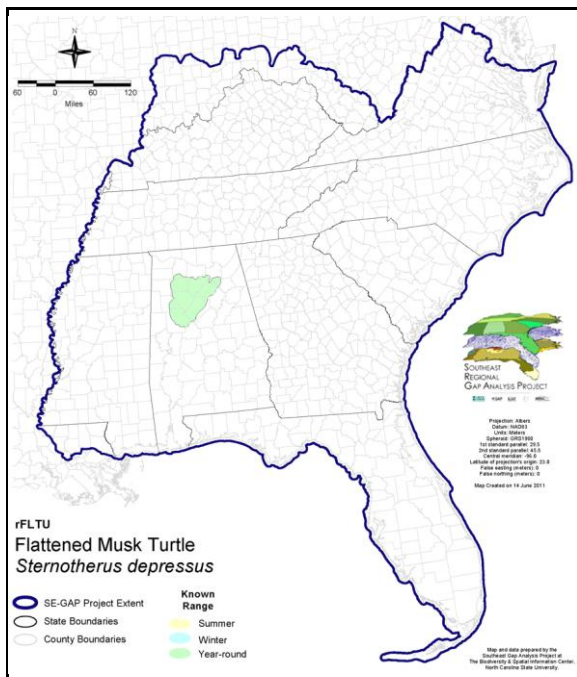 60 0 60 120
Miles
SOUTHEAST
REGIONAL
GAP ANALYSIS PROJECT
Projection: Albers
Datum: NAD83
Units: Meters
Spheroid: GRS1980
1st standard parallel: 29.5
2nd standard parallel: 45.5
Central meridian: -96.0
Latitude of projection's origin: 23.0
False easting (meters): 0
False northing (meters): 0
Map Created on 14 June 2011
rFLTU
Flattened Musk Turtle
Sternotherus depressus
SE-GAP Project Extent
State Boundaries
County Boundaries
Known
Range
Summer
Winter
Year-round
Map and data prepared by the
Southeast Gap Analysis Project at
The Biodiversity & Spatial Information Center,
North Carolina State University.